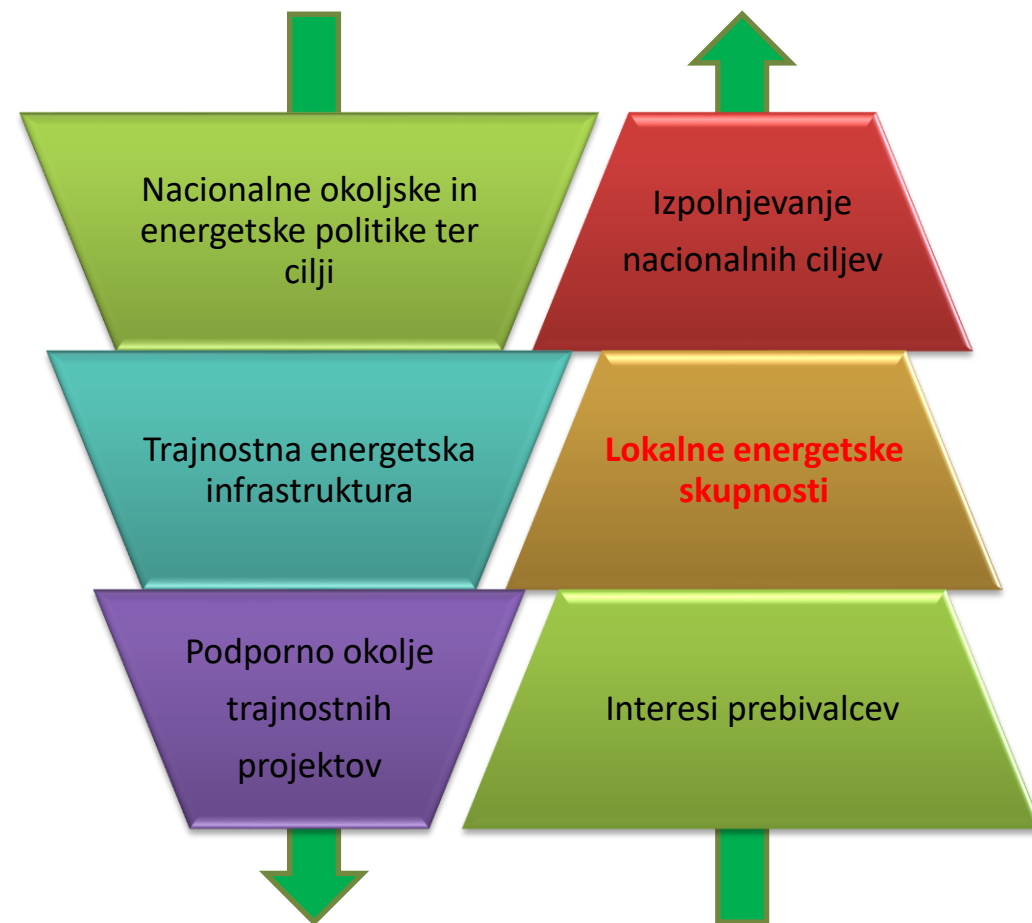 Nacionalne okoljske in
energetske politike ter
cilji
Trajnostna energetska
infrastruktura
Podporno okolje
trajnostnih
projektov
Izpolnjevanje
nacionalnih ciljev
Lokalne energetske
skupnosti
Interesi prebivalcev